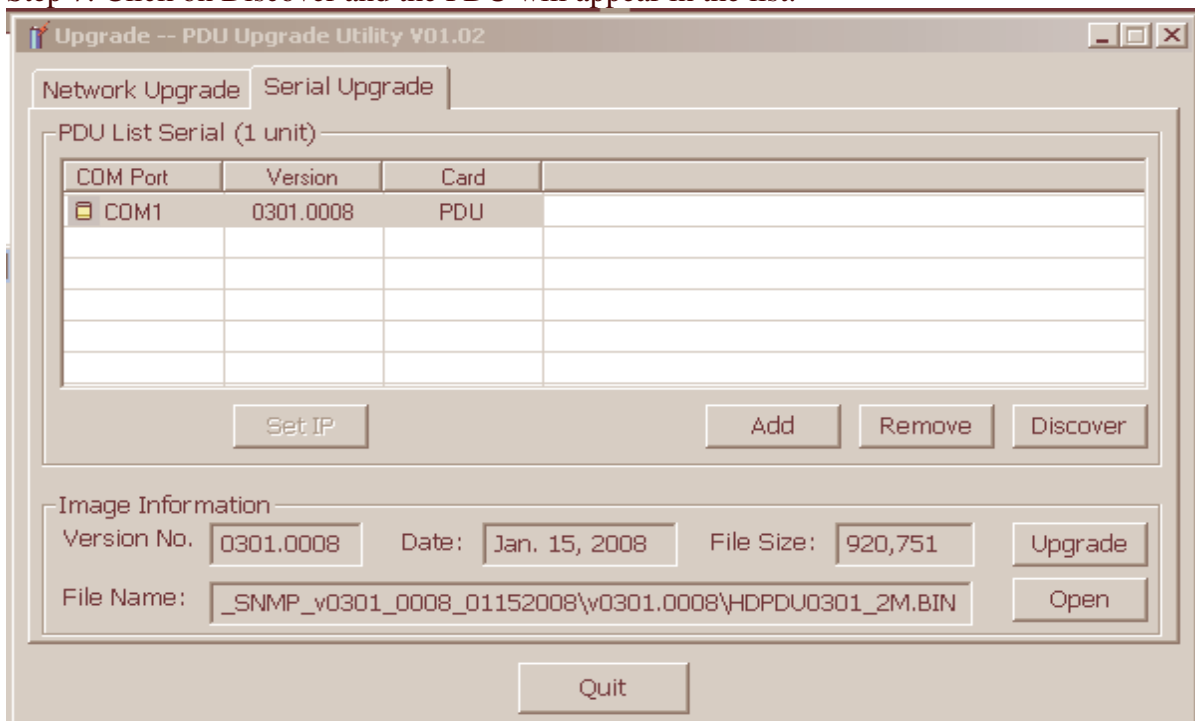 Step 7: Click on Discover and the PDU will appear in the list.
Upgrade -- PDU Upgrade Utility V01.02
Network Upgrade Serial Upgrade
PDU List Serial (1 unit)
COM Port Version Card
COM1 0301.0008 PDU
Set IP Add Remove Discover
Image Information
Version No. 0301.0008 Date: Jan. 15, 2008 File Size: 920,751 Upgrade
File Name: _SNMP_v0301_0008_01152008\v0301.0008\HDPDU0301_2M.BIN Open
Quit